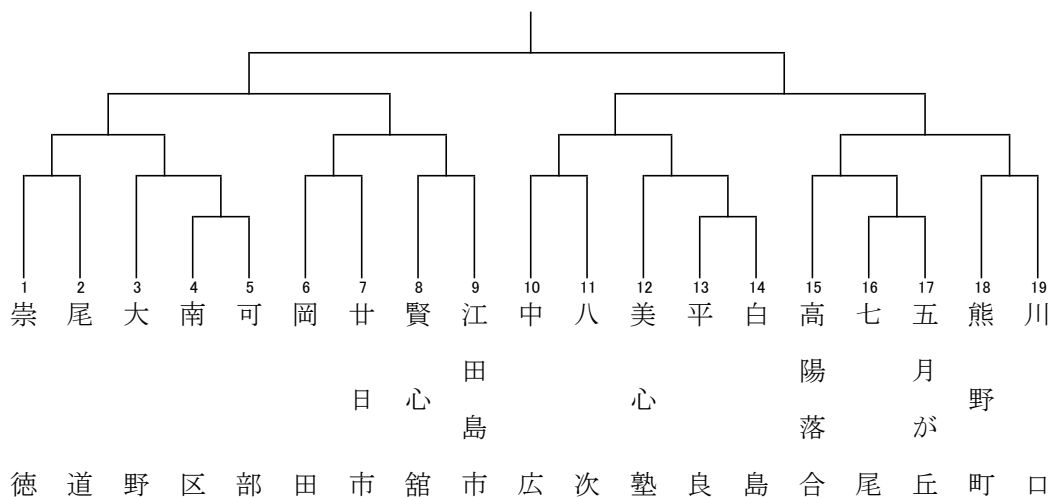 1 崇徳
2 尾道
3 大野
4 南区
5 可部
6 岡田
7 廿日市
8 賢心舘
9 江田島市
10 中広
11 八次
12 美心塾
13 平良
14 白島
15 高陽落合
16 七尾
17 五月が丘
18 熊野町
19 川口